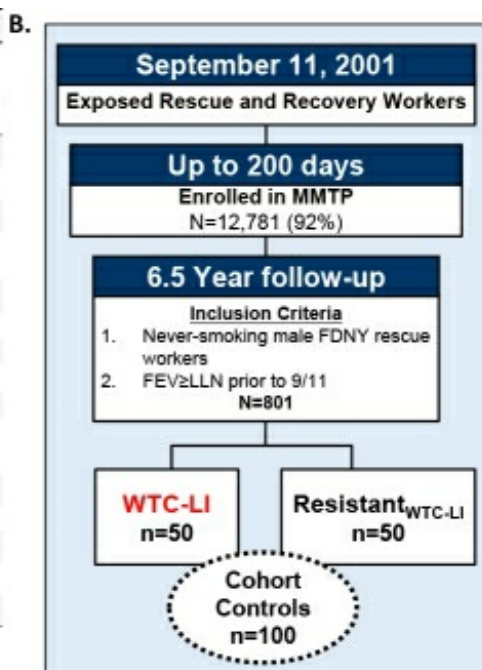 B.
September 11, 2001
Exposed Rescue and Recovery Workers
Up to 200 days
Enrolled in MMTP
N=12,781 (92%)
6.5 Year follow-up
Inclusion Criteria
1. Never-smoking male FDNY rescue
workers
2. FEV≥LLN prior to 9/11
N=801
WTC-LI
n=50
Resistant WTC-LI
n=50
Cohort
Controls
n=100